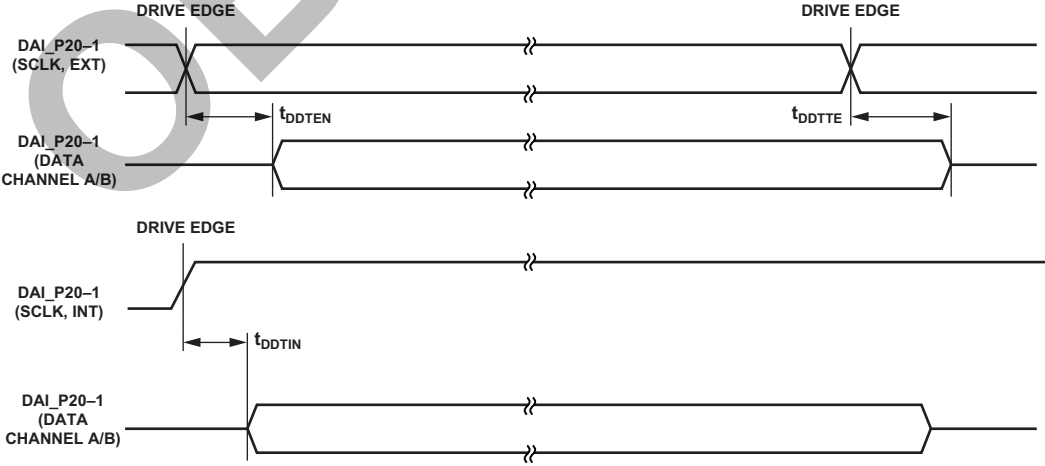 DRIVE EDGE
DRIVE EDGE
DAI_P20–1
(SCLK, EXT)
tDDTEN
tDDTTE
DAI_P20–1
(DATA
CHANNEL A/B)
DRIVE EDGE
DAI_P20–1
(SCLK, INT)
tDDTIN
DAI_P20–1
(DATA
CHANNEL A/B)